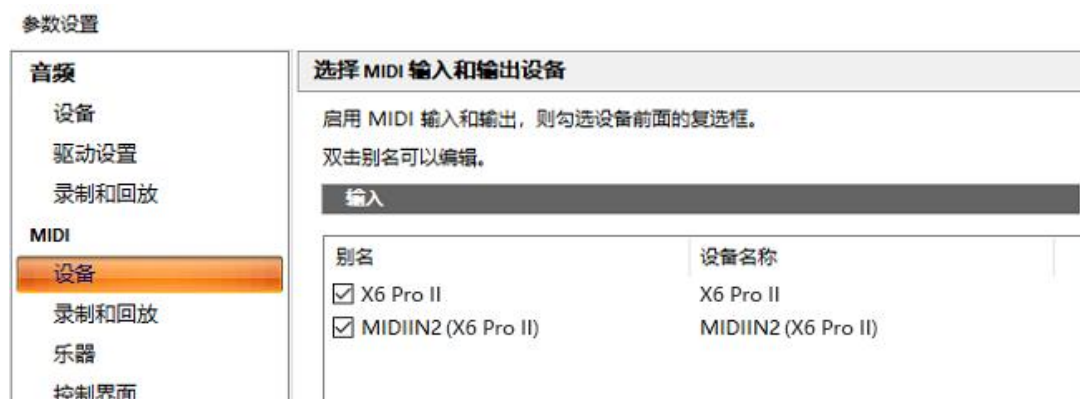 参数设置
音频
设备
驱动设置
录制和回放
MIDI
设备
录制和回放
乐器
控制界面
选择 MIDI 输入和输出设备
启用 MIDI 输入和输出，则勾选设备前面的复选框。
双击别名可以编辑。
输入
别名 设备名称
X6 Pro II X6 Pro II
MIDIIN2 (X6 Pro II) MIDIIN2 (X6 Pro II)